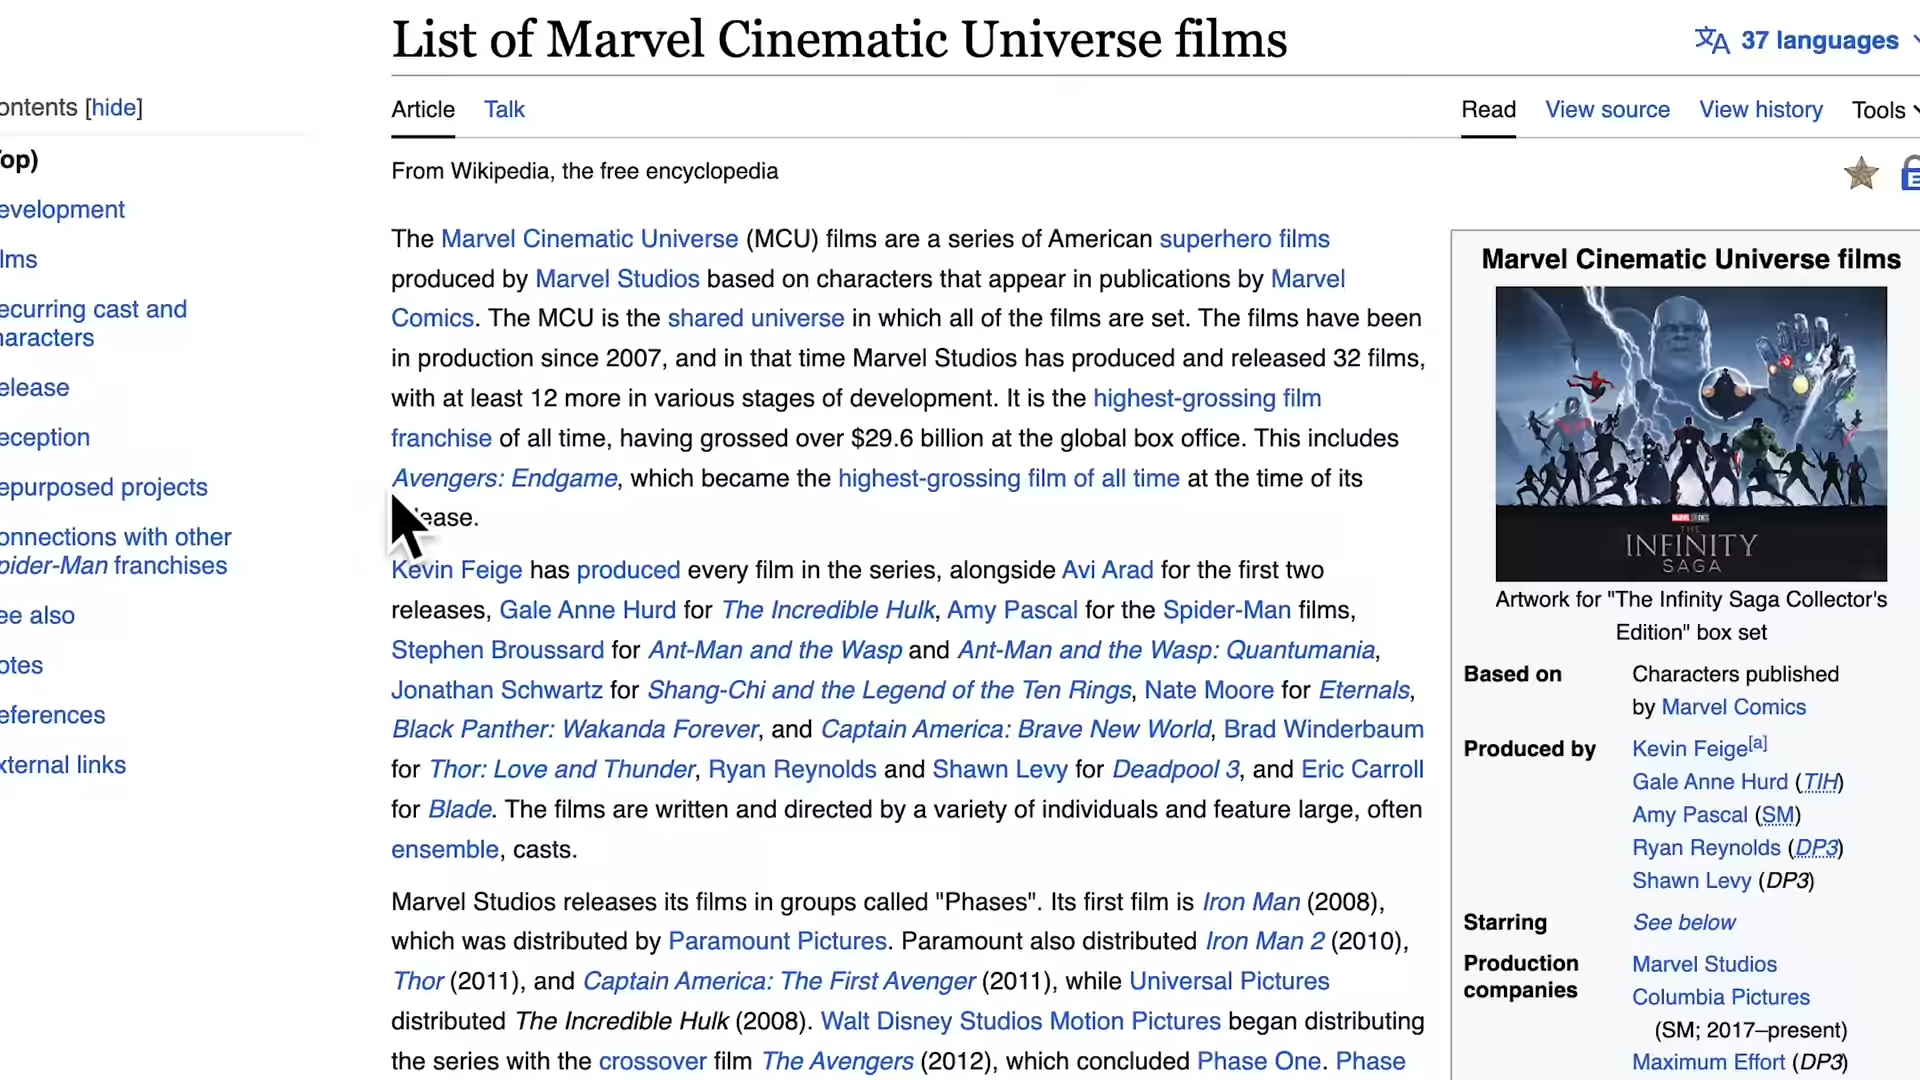 List of Marvel Cinematic Universe films
37 languages
ontents [hide]
Article Talk
Read View source View history Tools
op)
From Wikipedia, the free encyclopedia
evelopment
lms
ecurring cast and
haracters
elease
eception
epurposed projects
onnections with other
pider-Man franchises
ee also
otes
eferences
xternal links
The Marvel Cinematic Universe (MCU) films are a series of American superhero films
produced by Marvel Studios based on characters that appear in publications by Marvel
Comics. The MCU is the shared universe in which all of the films are set. The films have been
in production since 2007, and in that time Marvel Studios has produced and released 32 films,
with at least 12 more in various stages of development. It is the highest-grossing film
franchise of all time, having grossed over $29.6 billion at the global box office. This includes
Avengers: Endgame, which became the highest-grossing film of all time at the time of its
lease.
Kevin Feige has produced every film in the series, alongside Avi Arad for the first two
releases, Gale Anne Hurd for The Incredible Hulk, Amy Pascal for the Spider-Man films,
Stephen Broussard for Ant-Man and the Wasp and Ant-Man and the Wasp: Quantumania,
Jonathan Schwartz for Shang-Chi and the Legend of the Ten Rings, Nate Moore for Eternals,
Black Panther: Wakanda Forever, and Captain America: Brave New World, Brad Winderbaum
for Thor: Love and Thunder, Ryan Reynolds and Shawn Levy for Deadpool 3, and Eric Carroll
for Blade. The films are written and directed by a variety of individuals and feature large, often
ensemble, casts.
Marvel Studios releases its films in groups called "Phases". Its first film is Iron Man (2008),
which was distributed by Paramount Pictures. Paramount also distributed Iron Man 2 (2010),
Thor (2011), and Captain America: The First Avenger (2011), while Universal Pictures
distributed The Incredible Hulk (2008). Walt Disney Studios Motion Pictures began distributing
the series with the crossover film The Avengers (2012), which concluded Phase One. Phase
Marvel Cinematic Universe films
MARVEL STUDIOS
THE
INFINITY
SAGA
Artwork for "The Infinity Saga Collector's
Edition" box set
Based on Characters published
by Marvel Comics
Produced by Kevin Feige[a]
Gale Anne Hurd (TIH)
Amy Pascal (SM)
Ryan Reynolds (DP3)
Shawn Levy (DP3)
Starring See below
Production Marvel Studios
companies Columbia Pictures
(SM; 2017–present)
Maximum Effort (DP3)